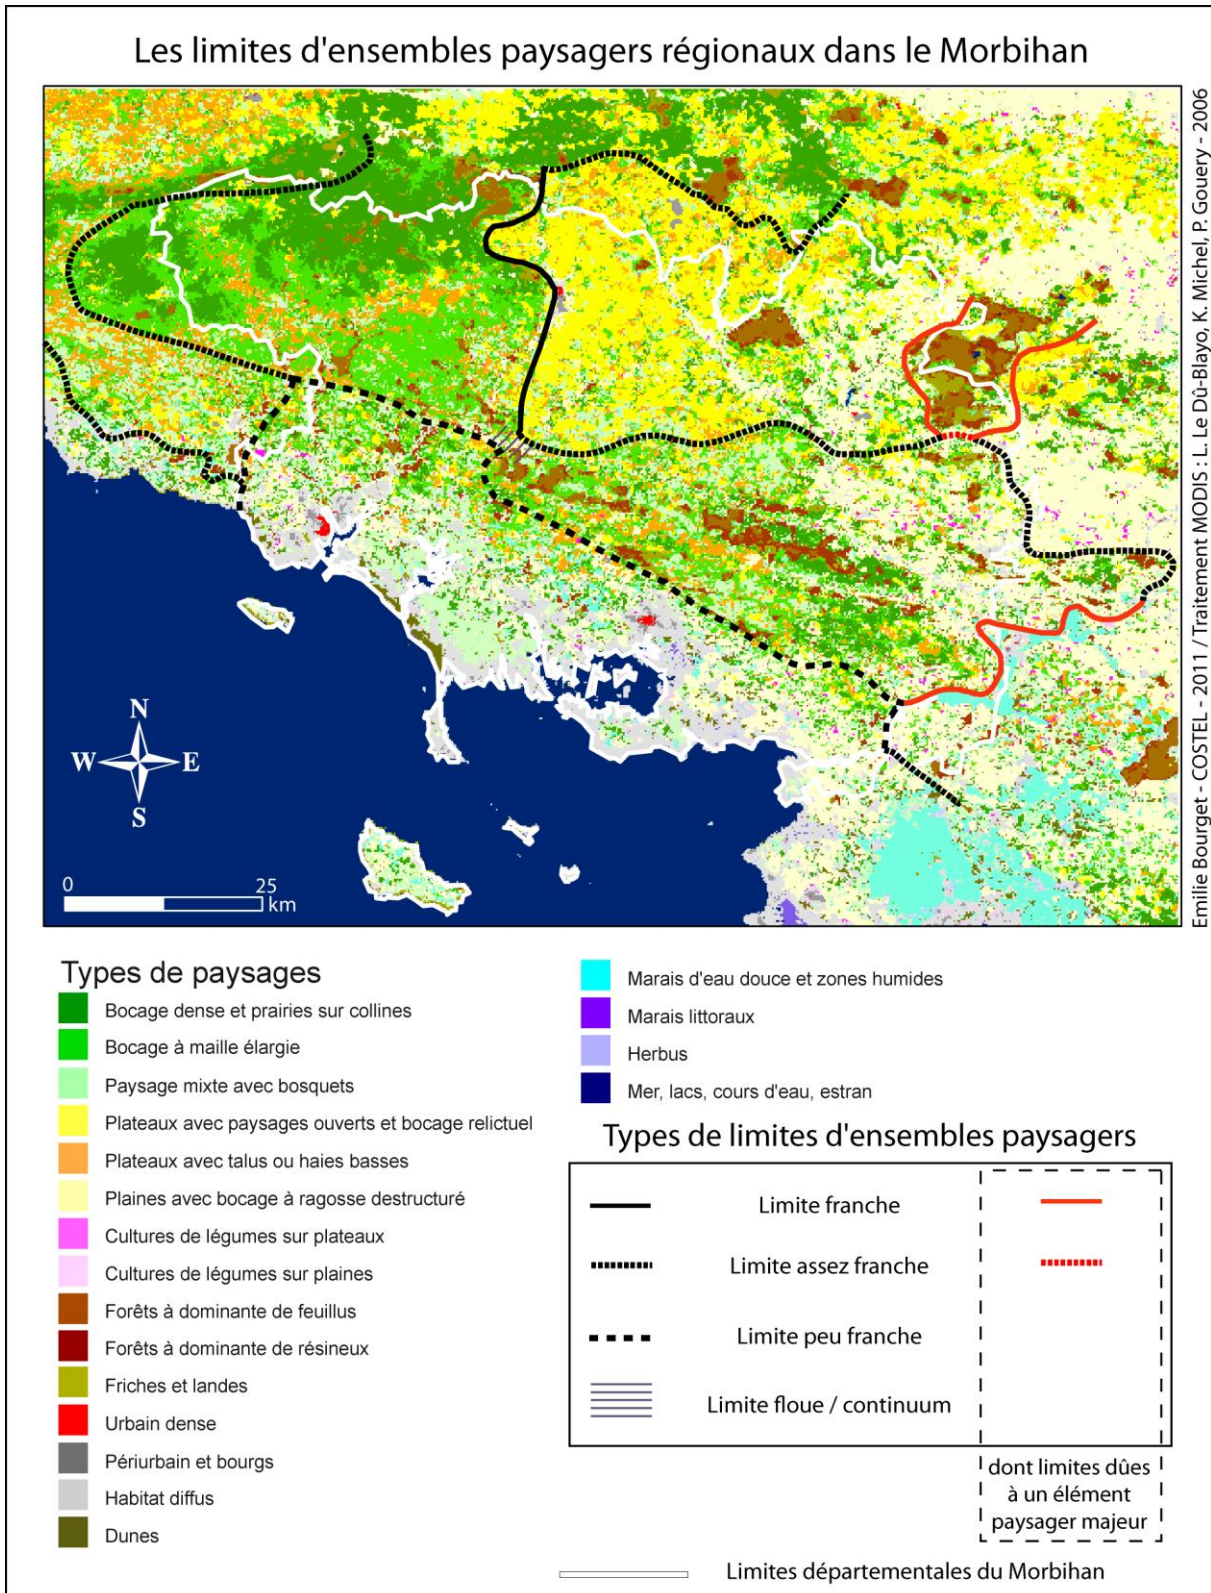 Les limites d'ensembles paysagers régionaux dans le Morbihan
Emilie Bourget - COSTEL - 2011 / Traitement MODIS : L. Le Dû-Blayo, K. Michel, P. Gouery - 2006
N
W E
S
0 25
km
Types de paysages
Bocage dense et prairies sur collines
Bocage à maille élargie
Paysage mixte avec bosquets
Plateaux avec paysages ouverts et bocage relictuel
Plateaux avec talus ou haies basses
Plaines avec bocage à ragosse destructuré
Cultures de légumes sur plateaux
Cultures de légumes sur plaines
Forêts à dominante de feuillus
Forêts à dominante de résineux
Friches et landes
Urbain dense
Périurbain et bourgs
Habitat diffus
Dunes
Marais d'eau douce et zones humides
Marais littoraux
Herbus
Mer, lacs, cours d'eau, estran
Types de limites d'ensembles paysagers
Limite franche
Limite assez franche
Limite peu franche
Limite floue / continuum
dont limites dûes
à un élément
paysager majeur
Limites départementales du Morbihan